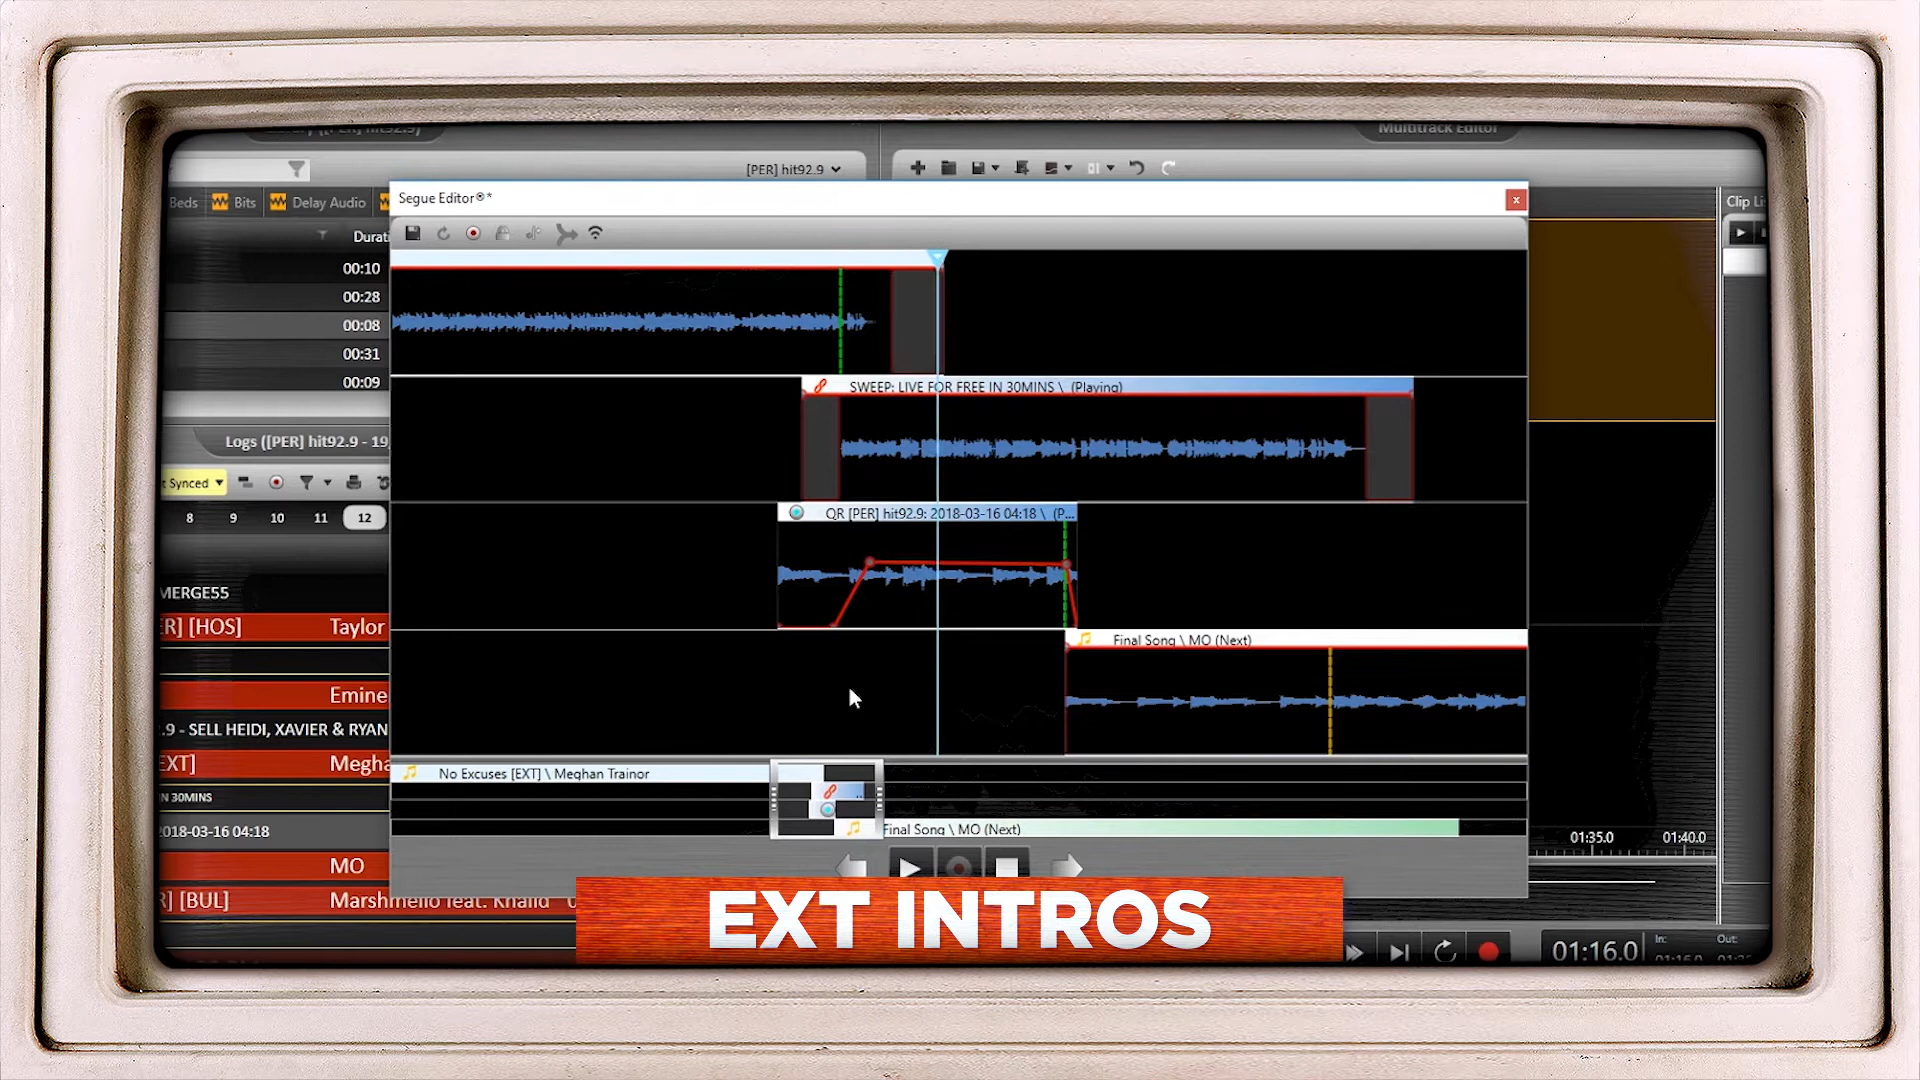 Multitrack Editor
[PER] hit92.9
Segue Editor®*
Beds
Bits
Delay Audio
Clip Li
Durati
00:10
00:28
00:08
00:31
00:09
SWEEP: LIVE FOR FREE IN 30MINS \ (Playing)
Logs ([PER] hit92.9 - 19,
t Synced
8
9
10
11
12
QR [PER] hit92.9: 2018-03-16 04:18 \ (P...
MERGE55
ER] [HOS]
Taylor
Final Song \ MO (Next)
Emine
.9 - SELL HEIDI, XAVIER & RYAN
EXT]
Megha
No Excuses [EXT] \ Meghan Trainor
IN 30MINS
2018-03-16 04:18
Final Song \ MO (Next)
01:35.0
01:40.0
MO
R] [BUL]
Marshmello feat. Khalid
EXT INTROS
01:16.0
In:
Out: